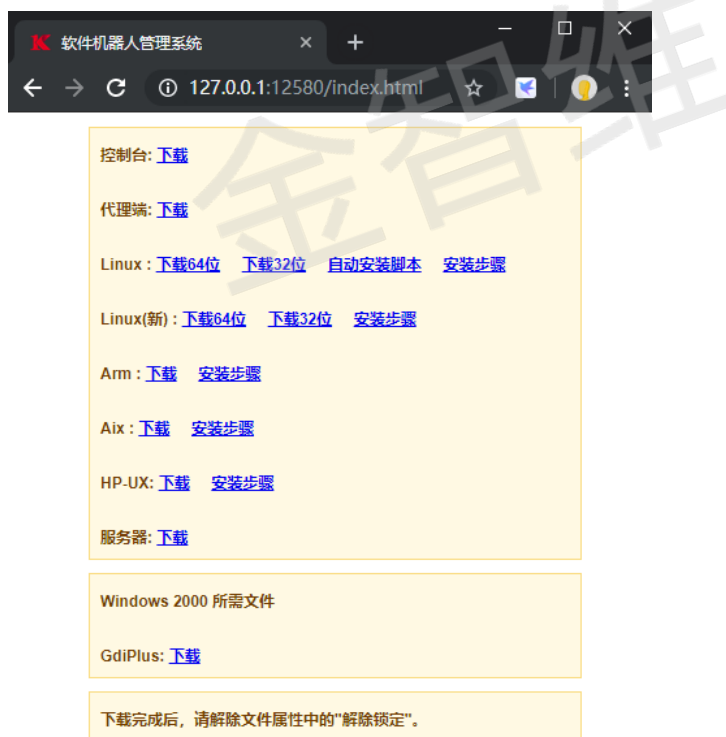 软件机器人管理系统
127.0.0.1:12580/index.html
金智维
控制台: 下载
代理端: 下载
Linux : 下载64位 下载32位 自动安装脚本 安装步骤
Linux(新) : 下载64位 下载32位 安装步骤
Arm : 下载 安装步骤
Aix : 下载 安装步骤
HP-UX: 下载 安装步骤
服务器: 下载
Windows 2000 所需文件
GdiPlus: 下载
下载完成后，请解除文件属性中的"解除锁定"。